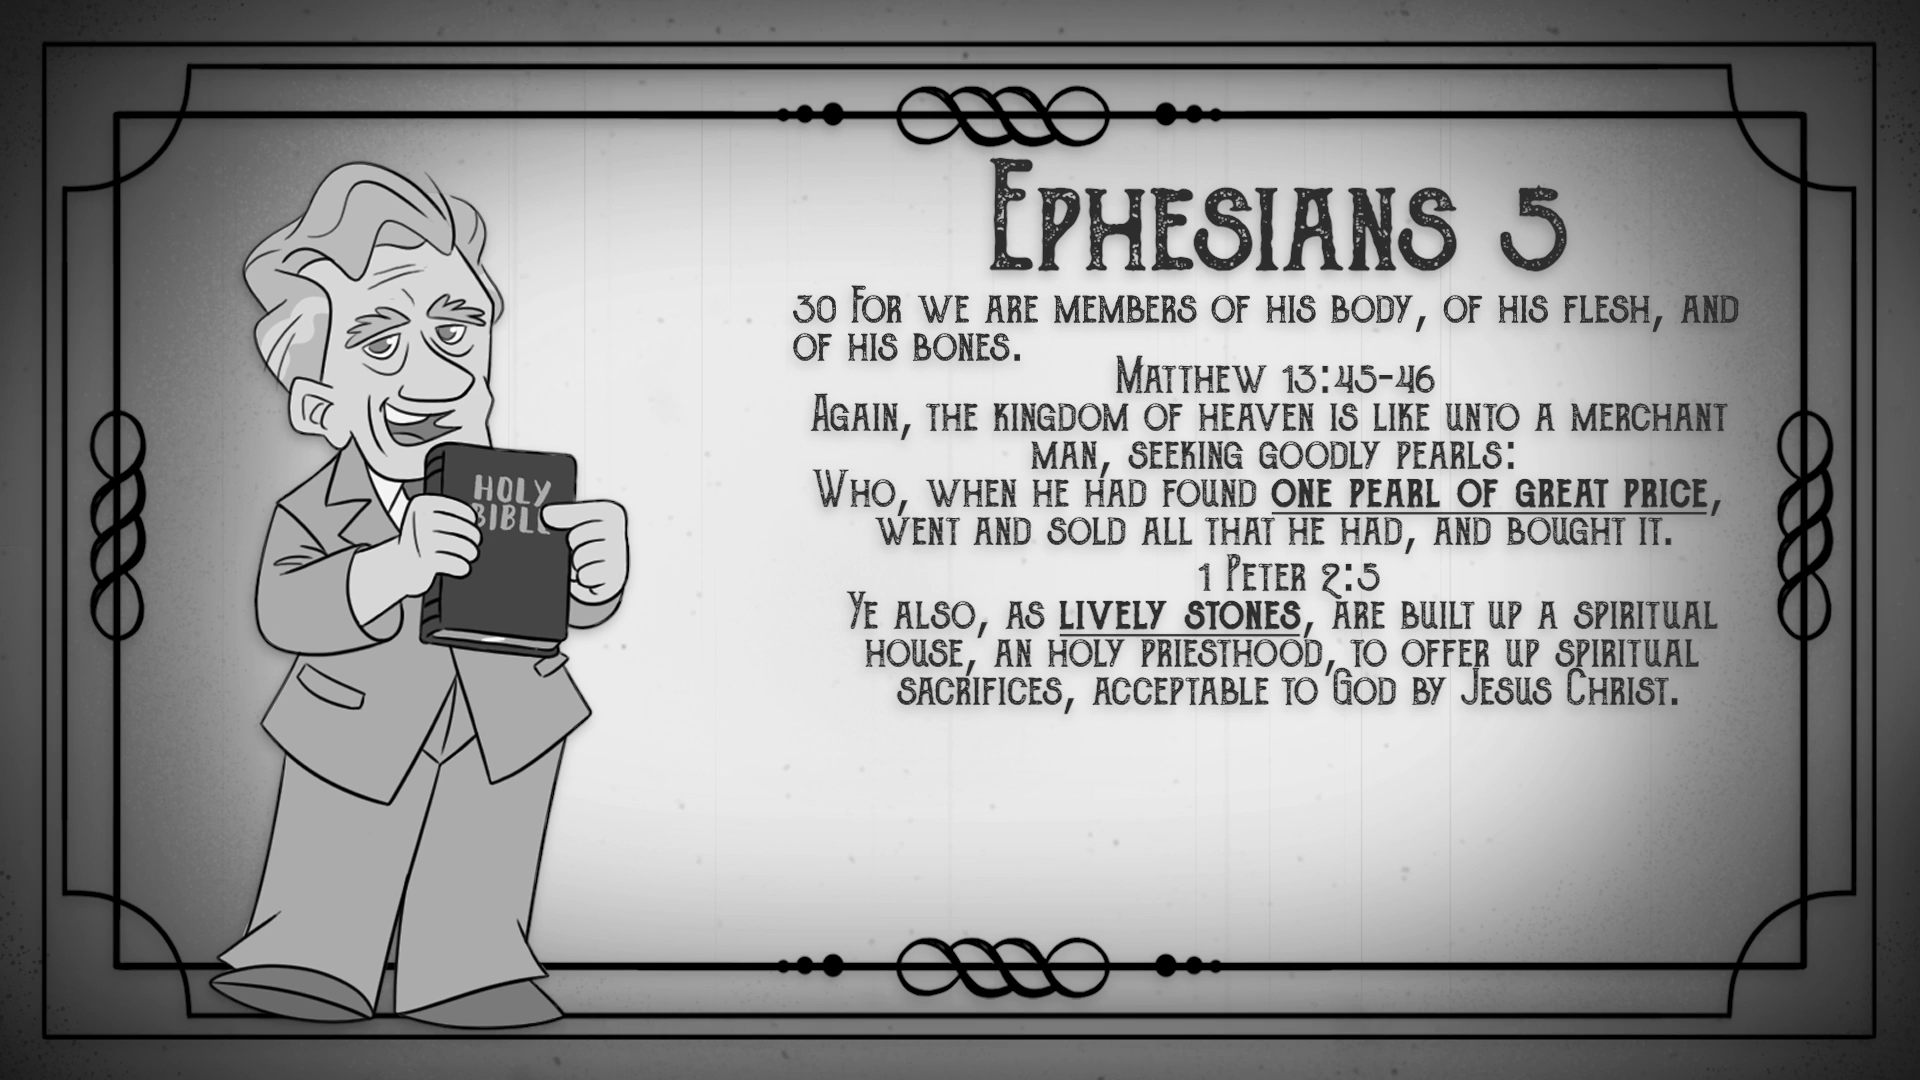 HOLY
BIBLE
Ephesians 5
30 For we are members of his body, of his flesh, and
of his bones.
Matthew 13:45-46
Again, the kingdom of heaven is like unto a merchant
man, seeking goodly pearls:
Who, when he had found one pearl of great price,
went and sold all that he had, and bought it.
1 Peter 2:5
Ye also, as lively stones, are built up a spiritual
house, an holy priesthood, to offer up spiritual
sacrifices, acceptable to God by Jesus Christ.